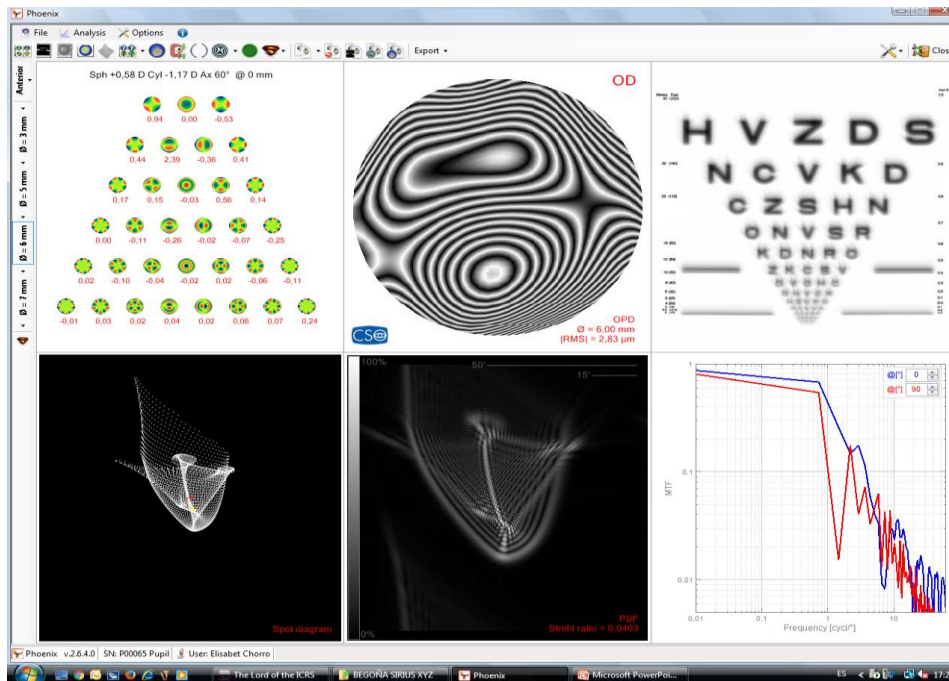 Phoenix
File Analysis Options
Export
Clos
Anterior
Ø = 3 mm
Ø = 5 mm
Ø = 6 mm
Ø = 7 mm
Sph +0,58 D Cyl -1,17 D Ax 60° @ 0 mm
0,94 0,00 -0,53
0,44 2,39 -0,36 0,41
0,17 0,15 -0,03 0,56 0,14
0,00 -0,11 -0,26 -0,02 -0,07 -0,25
0,02 -0,10 -0,04 -0,02 0,02 -0,06 -0,11
-0,01 0,03 0,02 0,04 0,02 0,06 0,07 0,24
OD
CSO
OPD
Ø = 6,00 mm
|RMS| = 2,83 µm
H V Z D S
N C V K D
C Z S H N
O N V S R
K D N R O
Z K C S V
Spot diagram
100%
50'
15'
0%
PSF
Strehl ratio = 0,0403
@[°] 0
@[°] 90
1
0.1
0.01
MTF
0.01 0.1 1 10
Frequency [cycl/°]
Phoenix v.2.6.4.0 SN: P00065 Pupil User: Elisabet Chorro
The Lord of the ICRS
BEGOÑA SIRIUS XYZ
Phoenix
Microsoft PowerPoi...
ES